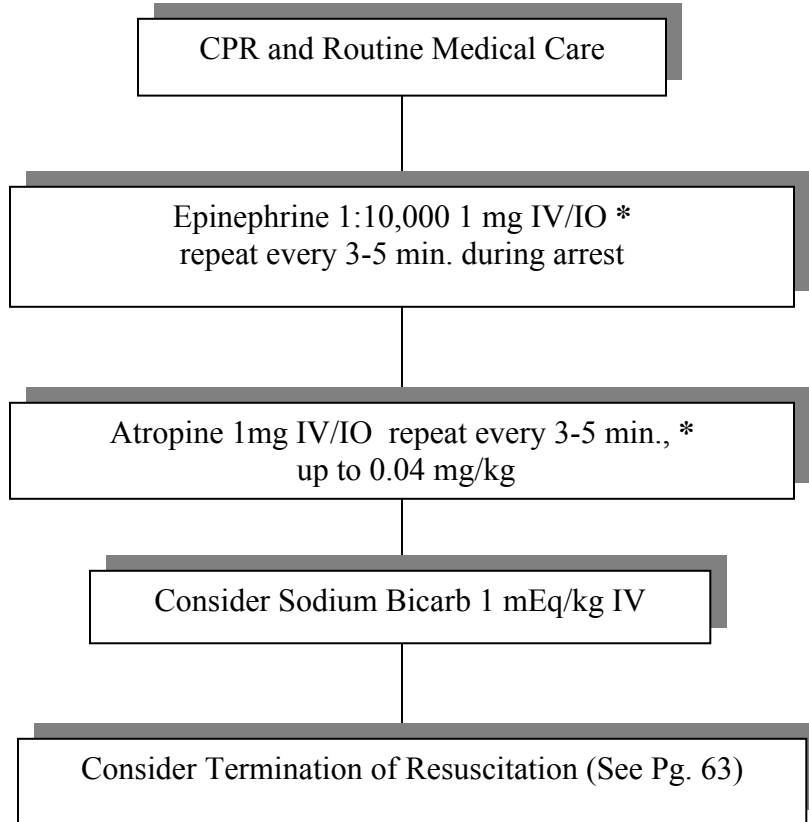 CPR and Routine Medical Care
Epinephrine 1:10,000 1 mg IV/IO *
repeat every 3-5 min. during arrest
Atropine 1mg IV/IO  repeat every 3-5 min., *
up to 0.04 mg/kg
Consider Sodium Bicarb 1 mEq/kg IV
Consider Termination of Resuscitation (See Pg. 63)